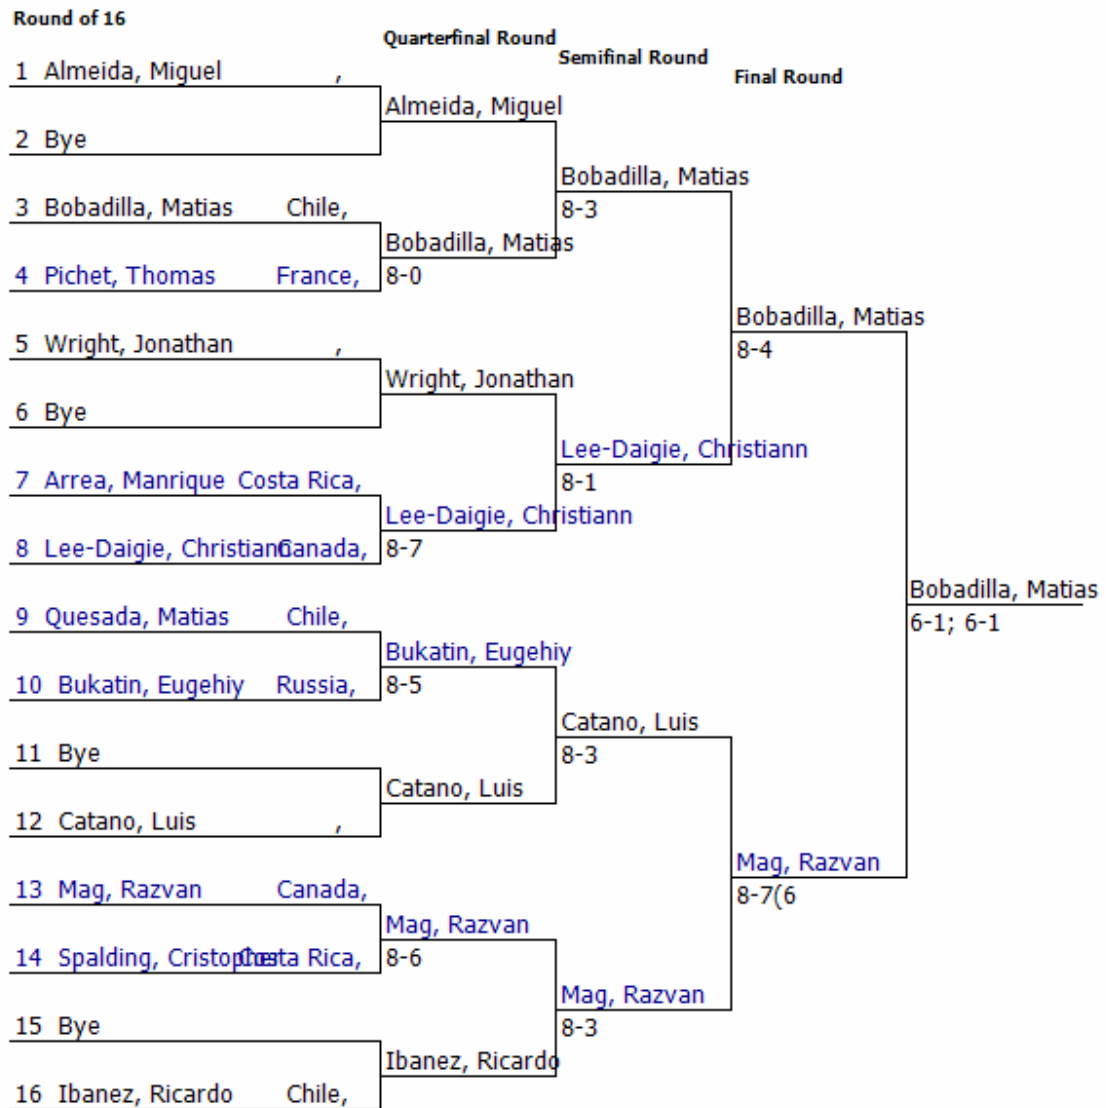 Round of 16
Quarterfinal Round
Semifinal Round
Final Round
1 Almeida, Miguel ,
Almeida, Miguel
2 Bye
Bobadilla, Matias
3 Bobadilla, Matias Chile,
8-3
Bobadilla, Matias
4 Pichet, Thomas France,
8-0
Bobadilla, Matias
5 Wright, Jonathan ,
8-4
Wright, Jonathan
6 Bye
Lee-Daigie, Christiann
7 Arrea, Manrique Costa Rica,
8-1
Lee-Daigie, Christiann
8 Lee-Daigie, Christiann Canada,
8-7
Bobadilla, Matias
9 Quesada, Matias Chile,
6-1; 6-1
Bukatin, Eugehiy
10 Bukatin, Eugehiy Russia,
8-5
Catano, Luis
11 Bye
8-3
Catano, Luis
12 Catano, Luis ,
Mag, Razvan
13 Mag, Razvan Canada,
8-7(6
Mag, Razvan
14 Spalding, Cristopher Costa Rica,
8-6
Mag, Razvan
15 Bye
8-3
Ibanez, Ricardo
16 Ibanez, Ricardo Chile,